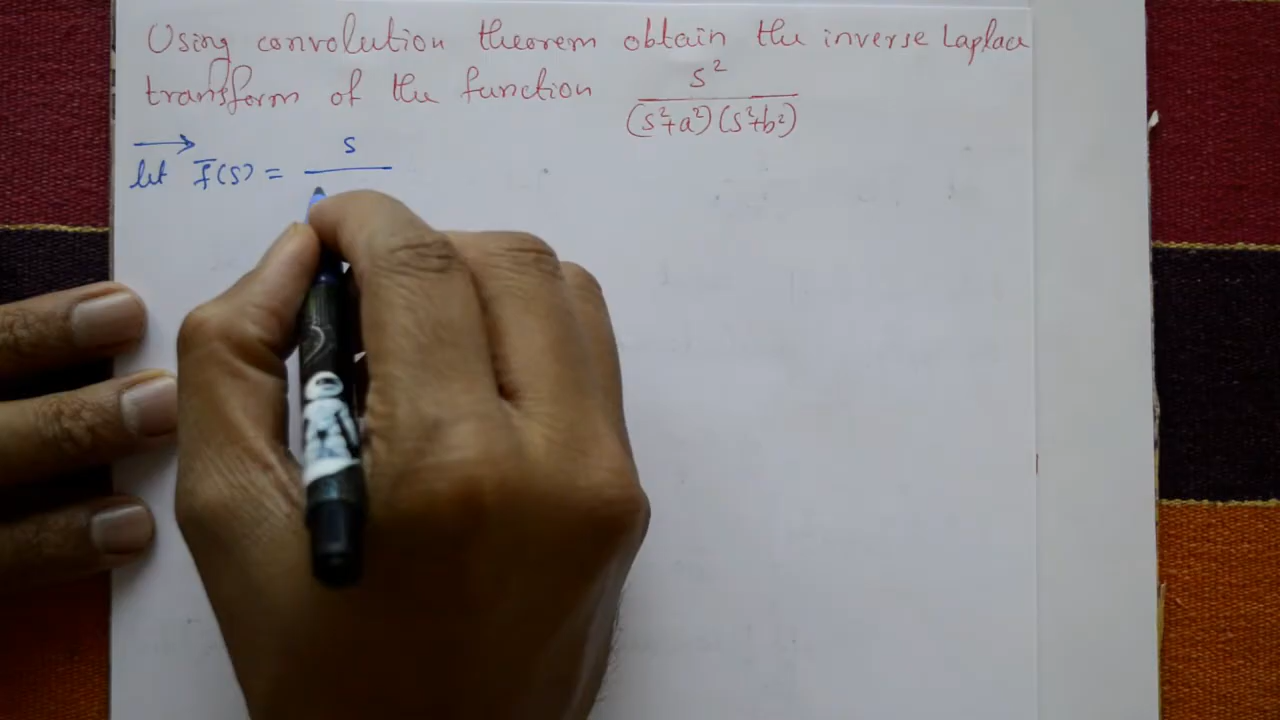 Using convolution theorem obtain the inverse Laplace
transform of the function s²/(s²+a²)(s²+b²)
let f̄(s) = s/